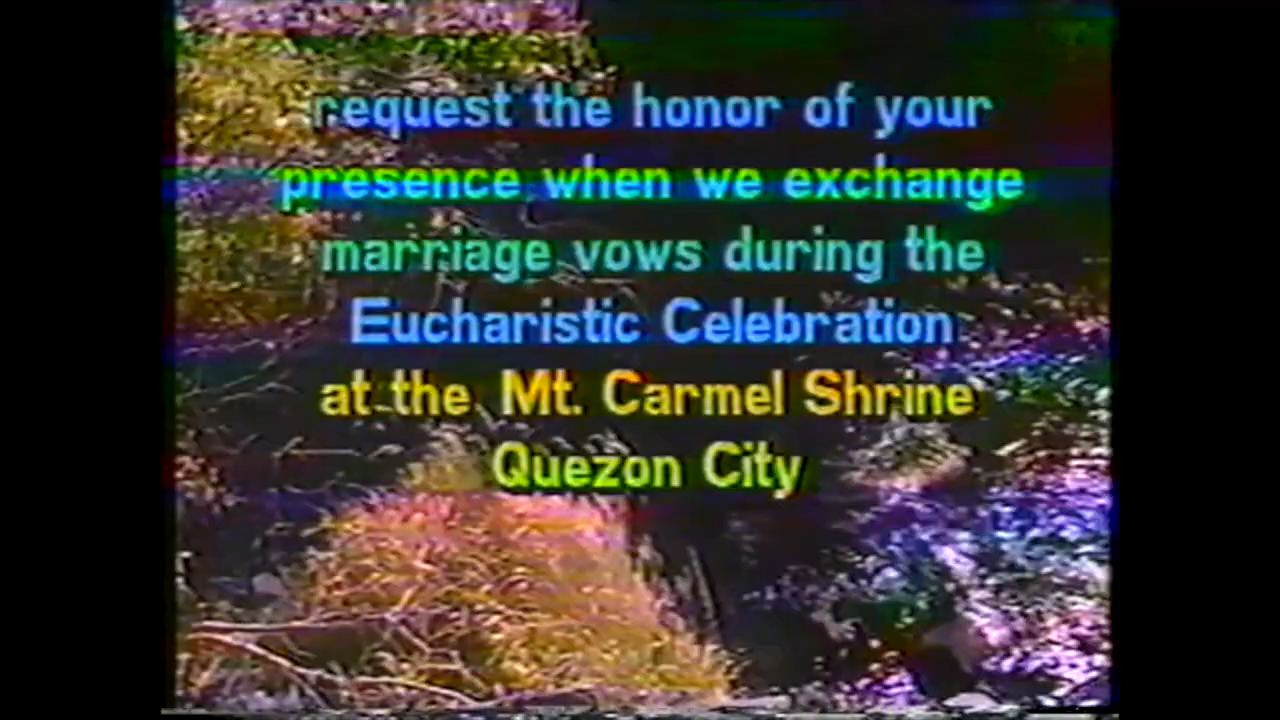 request the honor of your
presence when we exchange
marriage vows during the
Eucharistic Celebration
at the Mt. Carmel Shrine
Quezon City